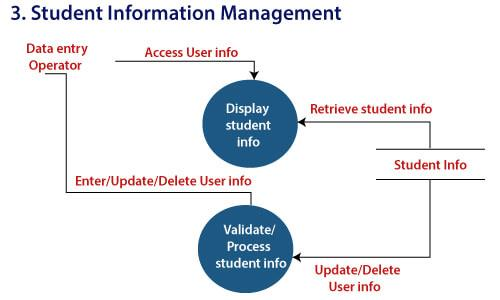 3. Student Information Management
Data entry
Operator
Access User info
Display
student
info
Retrieve student info
Student Info
Enter/Update/Delete User info
Validate/
Process
student info
Update/Delete
User info